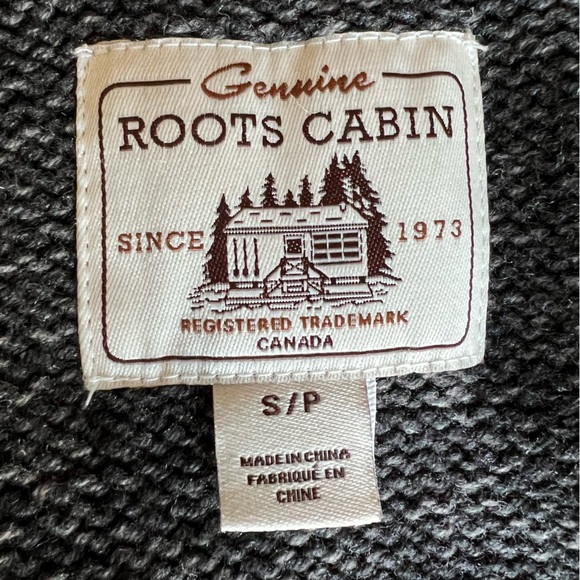 Genuine
ROOTS CABIN
SINCE 1973
REGISTERED TRADEMARK
CANADA
S/P
MADE IN CHINA
FABRIQUÉ EN
CHINE